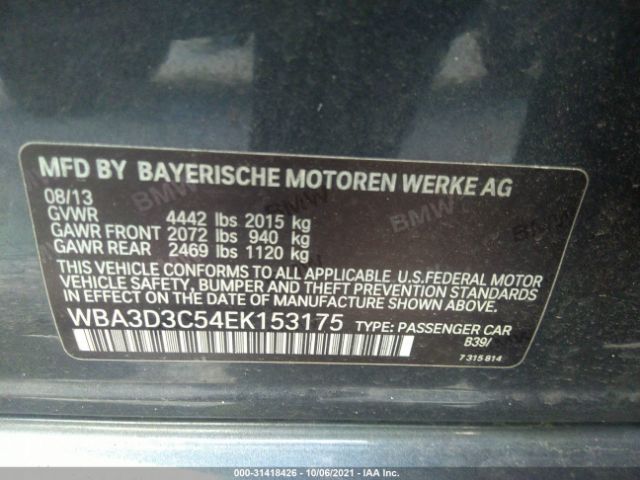 MFD BY BAYERISCHE MOTOREN WERKE AG
08/13
GVWR 4442 lbs 2015 kg
GAWR FRONT 2072 lbs 940 kg
GAWR REAR 2469 lbs 1120 kg
THIS VEHICLE CONFORMS TO ALL APPLICABLE U.S.FEDERAL MOTOR
VEHICLE SAFETY, BUMPER AND THEFT PREVENTION STANDARDS
IN EFFECT ON THE DATE OF MANUFACTURE SHOWN ABOVE.
WBA3D3C54EK153175 TYPE: PASSENGER CAR
B39/
7 315 814
000-31418426 - 10/06/2021 - IAA Inc.